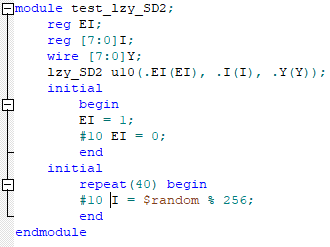 module test_lzy_SD2;
reg EI;
reg [7:0]I;
wire [7:0]Y;
lzy_SD2 u10(.EI(EI), .I(I), .Y(Y));
initial
begin
EI = 1;
#10 EI = 0;
end
initial
repeat(40) begin
#10 I = $random % 256;
end
endmodule